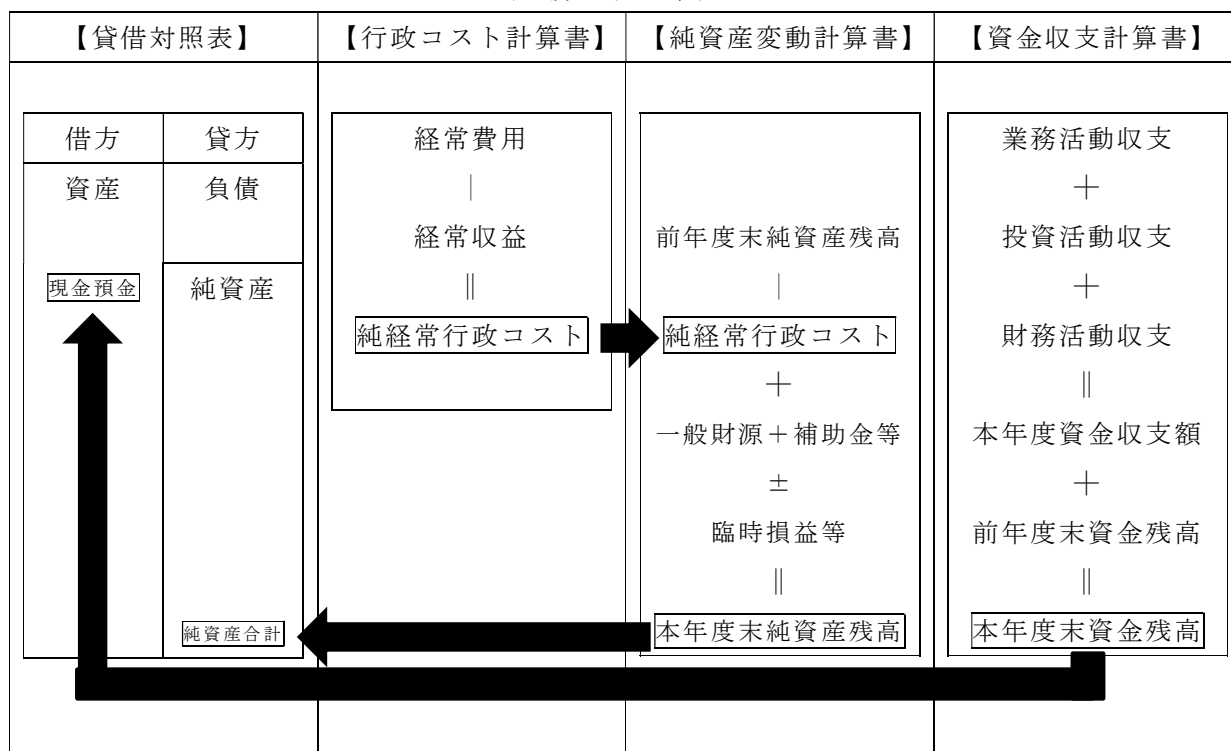 【貸借対照表】
【行政コスト計算書】
【純資産変動計算書】
【資金収支計算書】
借方
貸方
資産
負債
現金預金
純資産
純資産合計
経常費用
|
経常収益
||
純経常行政コスト
前年度末純資産残高
|
純経常行政コスト
＋
一般財源＋補助金等
±
臨時損益等
||
本年度末純資産残高
業務活動収支
＋
投資活動収支
＋
財務活動収支
||
本年度資金収支額
＋
前年度末資金残高
||
本年度末資金残高